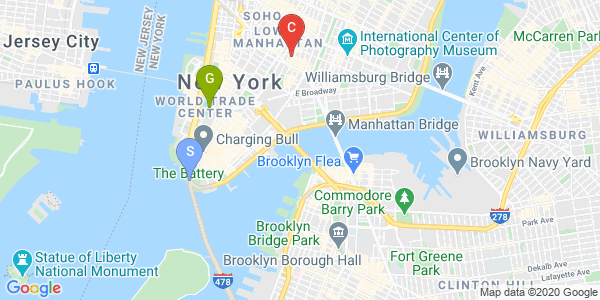 SOHO
LOWER
MANHATTAN
C
NEW JERSEY
NEW YORK
Jersey City
International Center of
Photography Museum
McCarren Park
PAULUS HOOK
G
New York
Williamsburg Bridge
Kent Ave
E Broadway
WORLD TRADE
CENTER
Manhattan Bridge
WILLIAMSBURG
Charging Bull
S
The Battery
Brooklyn Flea
Brooklyn Navy Yard
Commodore
Barry Park
278
Park Ave
Brooklyn
Bridge Park
Statue of Liberty
National Monument
Brooklyn Borough Hall
Fort Greene
Park
DeKalb Ave
Lafayette Ave
478
CLINTON HILL
Google
Map data ©2020 Google